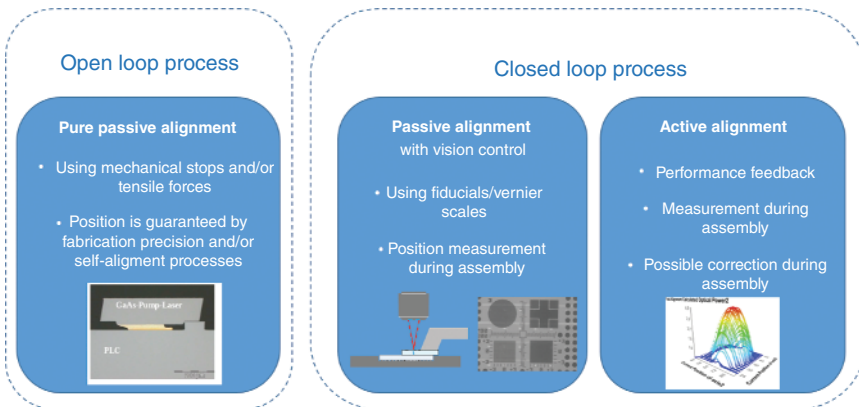 Open loop process
Pure passive alignment
• Using mechanical stops and/or
tensile forces
• Position is guaranteed by
fabrication precision and/or
self-aligment processes
GaAs-Pump-Laser
PLC
Closed loop process
Passive alignment
with vision control
• Using fiducials/vernier
scales
• Position measurement
during assembly
Active alignment
• Performance feedback
• Measurement during
assembly
• Possible correction during
assembly